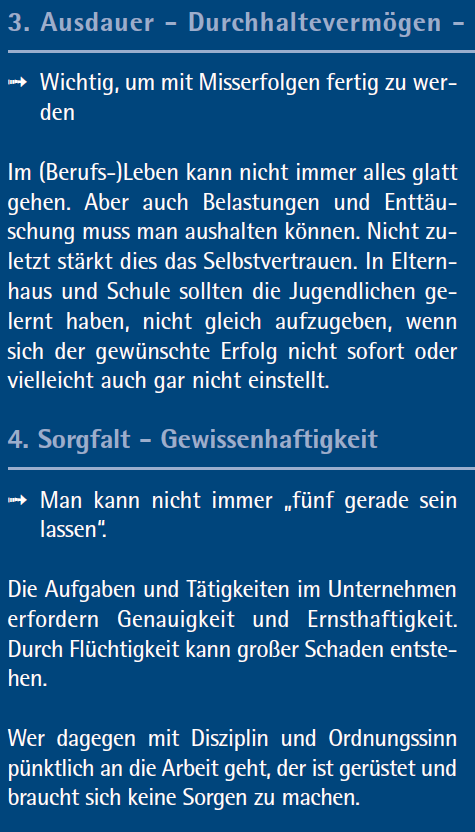 3. Ausdauer - Durchhaltevermögen -
➟ Wichtig, um mit Misserfolgen fertig zu wer-
den
Im (Berufs-)Leben kann nicht immer alles glatt
gehen. Aber auch Belastungen und Enttäu-
schung muss man aushalten können. Nicht zu-
letzt stärkt dies das Selbstvertrauen. In Eltern-
haus und Schule sollten die Jugendlichen ge-
lernt haben, nicht gleich aufzugeben, wenn
sich der gewünschte Erfolg nicht sofort oder
vielleicht auch gar nicht einstellt.
4. Sorgfalt - Gewissenhaftigkeit
➟ Man kann nicht immer „fünf gerade sein
lassen“.
Die Aufgaben und Tätigkeiten im Unternehmen
erfordern Genauigkeit und Ernsthaftigkeit.
Durch Flüchtigkeit kann großer Schaden entste-
hen.
Wer dagegen mit Disziplin und Ordnungssinn
pünktlich an die Arbeit geht, der ist gerüstet und
braucht sich keine Sorgen zu machen.